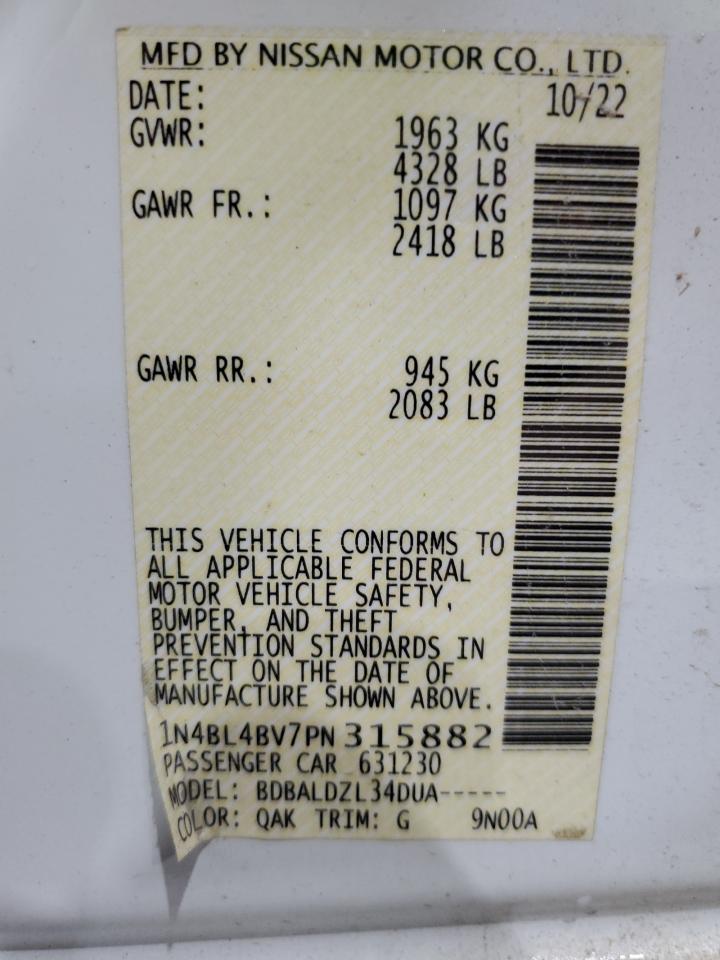 MFD BY NISSAN MOTOR CO., LTD.
DATE: 10/22
GVWR: 1963 KG
4328 LB
GAWR FR.: 1097 KG
2418 LB
GAWR RR.: 945 KG
2083 LB
THIS VEHICLE CONFORMS TO
ALL APPLICABLE FEDERAL
MOTOR VEHICLE SAFETY,
BUMPER, AND THEFT
PREVENTION STANDARDS IN
EFFECT ON THE DATE OF
MANUFACTURE SHOWN ABOVE.
1N4BL4BV7PN315882
PASSENGER CAR 631230
MODEL: BDBALDZL34DUA-----
COLOR: QAK TRIM: G 9N00A